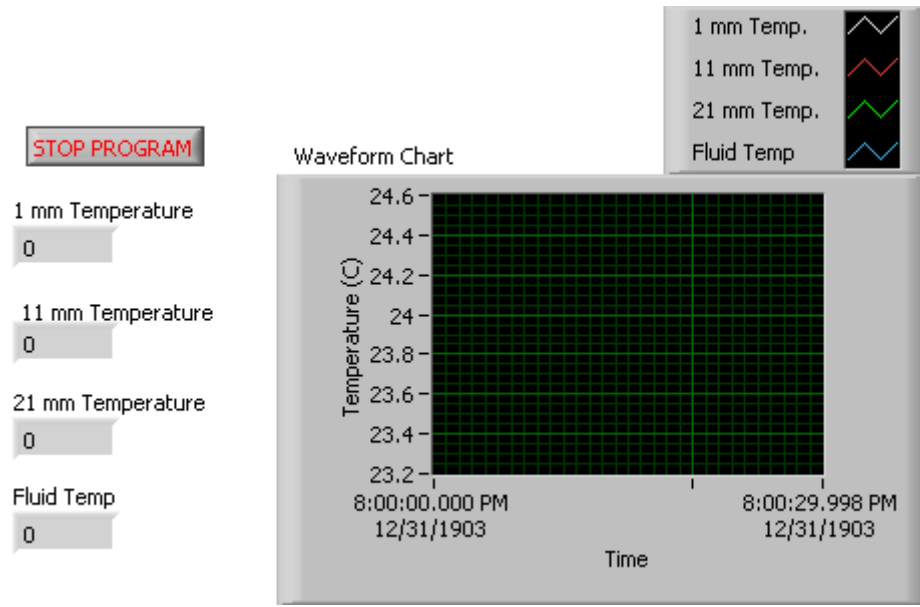 1 mm Temp.
11 mm Temp.
21 mm Temp.
Fluid Temp
STOP PROGRAM
Waveform Chart
1 mm Temperature
0
11 mm Temperature
0
21 mm Temperature
0
Fluid Temp
0
Temperature (C)
24.6
24.4
24.2
24
23.8
23.6
23.4
23.2
8:00:00.000 PM
12/31/1903
8:00:29.998 PM
12/31/1903
Time